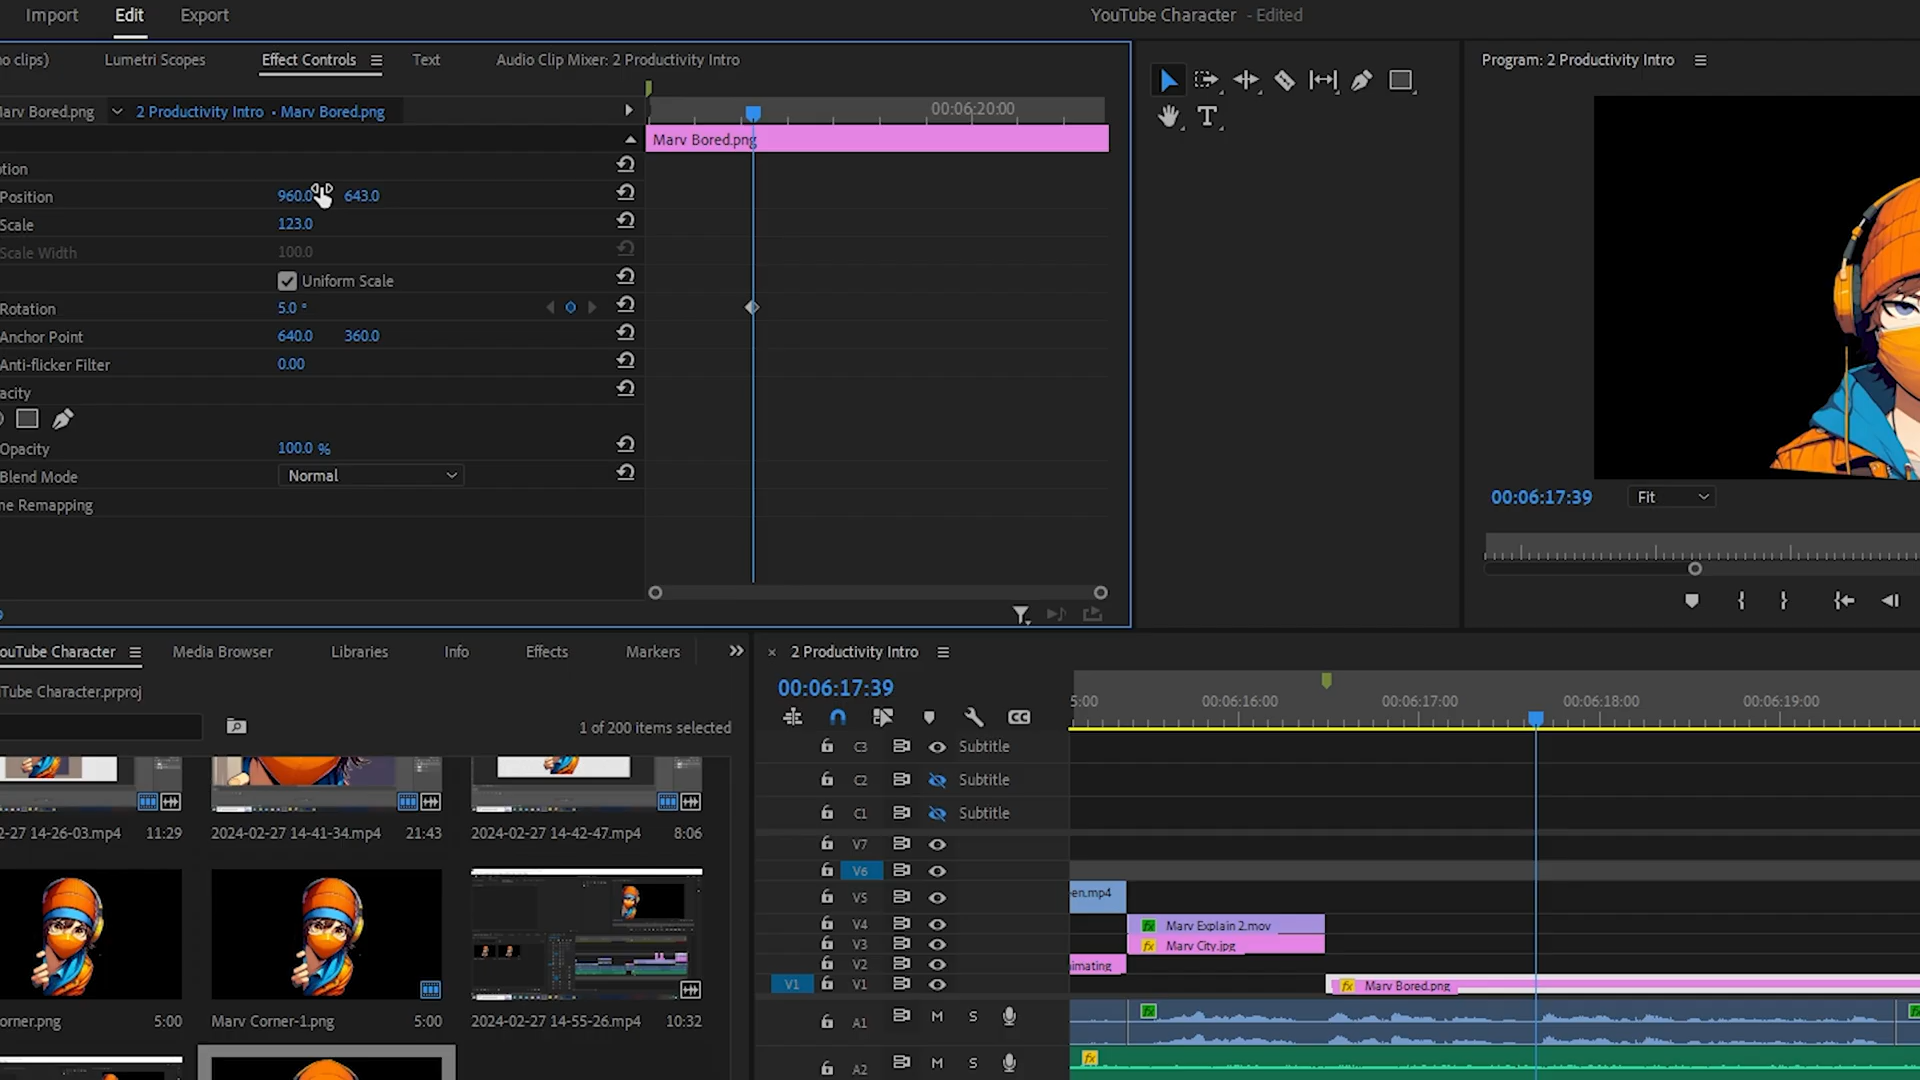 Import Edit Export
YouTube Character - Edited
no clips) Lumetri Scopes Effect Controls Text Audio Clip Mixer: 2 Productivity Intro
Program: 2 Productivity Intro
Marv Bored.png 2 Productivity Intro • Marv Bored.png
00:06:20:00
Marv Bored.png
otion
Position 960.0 643.0
Scale 123.0
Scale Width 100.0
Uniform Scale
Rotation 5.0 °
Anchor Point 640.0 360.0
Anti-flicker Filter 0.00
acity
Opacity 100.0 %
Blend Mode Normal
me Remapping
00:06:17:39 Fit
ouTube Character Media Browser Libraries Info Effects Markers
× 2 Productivity Intro
Tube Character.prproj
00:06:17:39
5:00 00:06:16:00 00:06:17:00 00:06:18:00 00:06:19:00
1 of 200 items selected
C3 Subtitle
C2 Subtitle
C1 Subtitle
V7
V6
V5 en.mp4
V4 fx Marv Explain 2.mov
V3 fx Marv City.jpg
V2 imating
V1 V1 fx Marv Bored.png
A1 M S
A2 M S fx
-27 14-26-03.mp4 11:29
2024-02-27 14-41-34.mp4 21:43
2024-02-27 14-42-47.mp4 8:06
orner.png 5:00
Marv Corner-1.png 5:00
2024-02-27 14-55-26.mp4 10:32